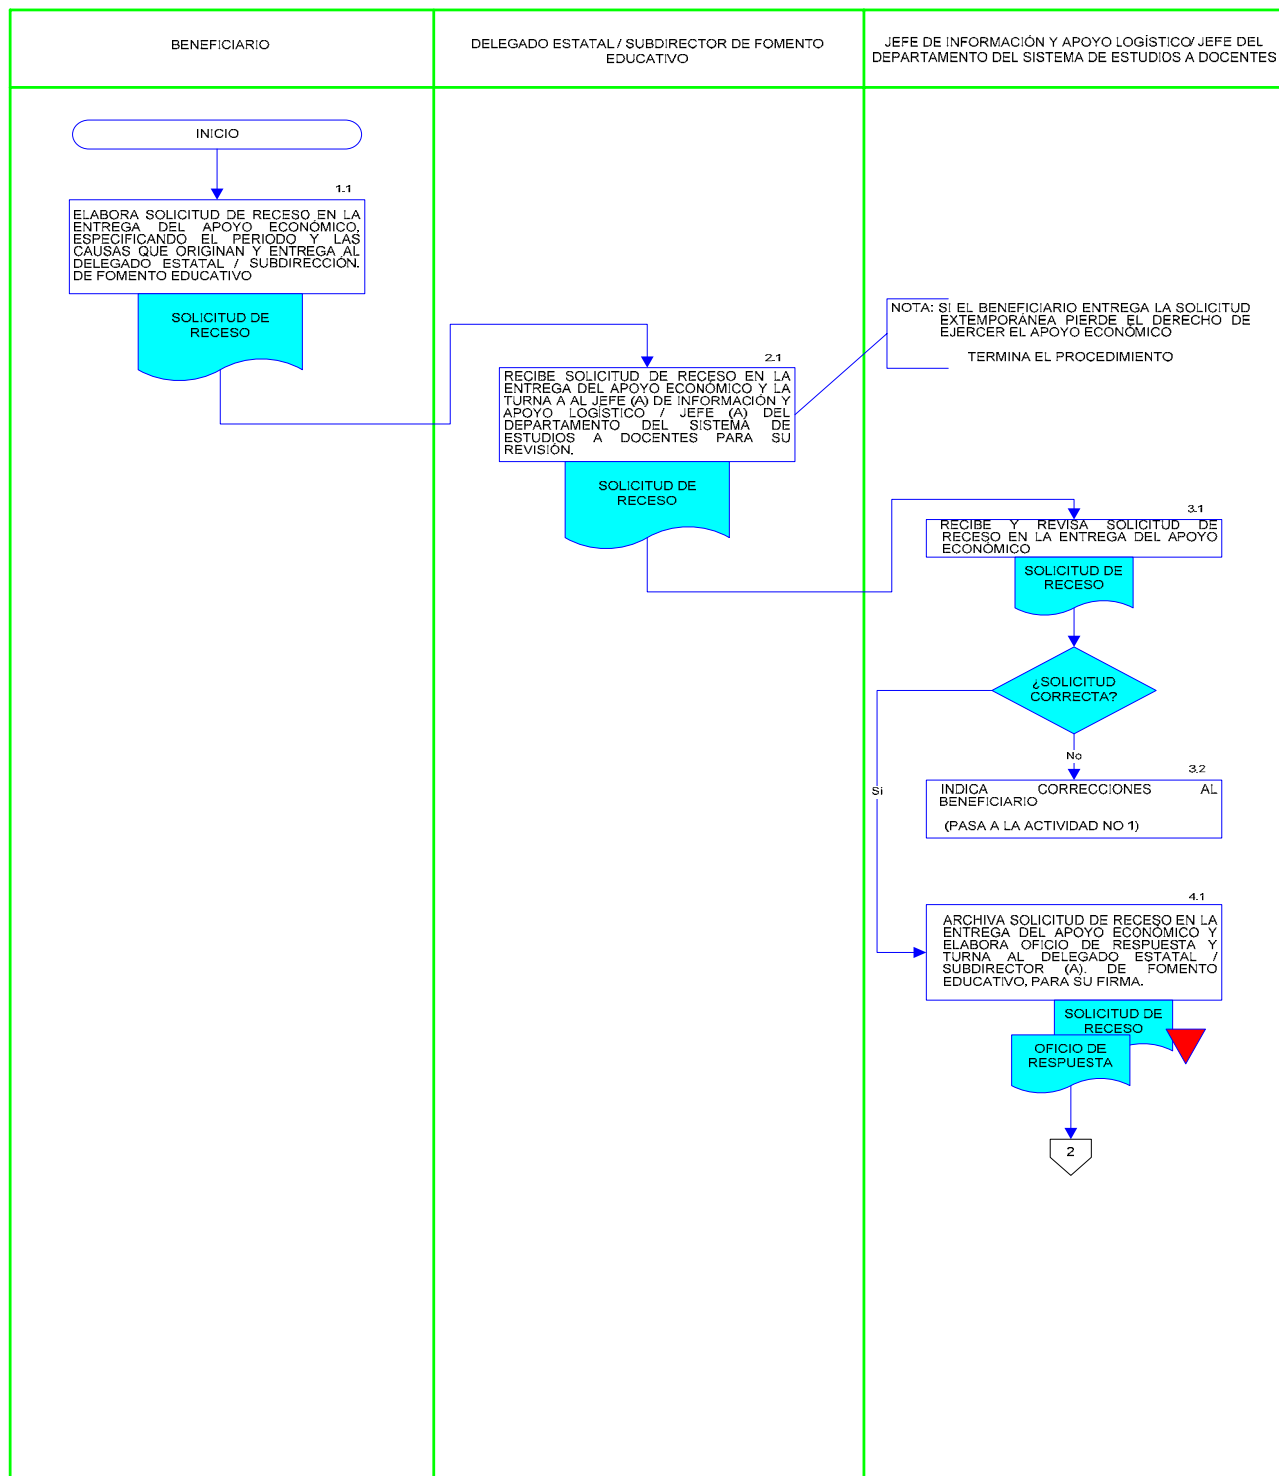 BENEFICIARIO
DELEGADO ESTATAL / SUBDIRECTOR DE FOMENTO
EDUCATIVO
JEFE DE INFORMACIÓN Y APOYO LOGÍSTICO/ JEFE DEL
DEPARTAMENTO DEL SISTEMA DE ESTUDIOS A DOCENTES
INICIO
1.1
ELABORA SOLICITUD DE RECESO EN LA
ENTREGA DEL APOYO ECONÓMICO,
ESPECIFICANDO EL PERIODO Y LAS
CAUSAS QUE ORIGINAN Y ENTREGA AL
DELEGADO ESTATAL / SUBDIRECCIÓN.
DE FOMENTO EDUCATIVO
SOLICITUD DE
RECESO
NOTA: SI EL BENEFICIARIO ENTREGA LA SOLICITUD
EXTEMPORÁNEA PIERDE EL DERECHO DE
EJERCER EL APOYO ECONÓMICO
TERMINA EL PROCEDIMIENTO
2.1
RECIBE SOLICITUD DE RECESO EN LA
ENTREGA DEL APOYO ECONÓMICO Y LA
TURNA A AL JEFE (A) DE INFORMACIÓN Y
APOYO LOGÍSTICO / JEFE (A) DEL
DEPARTAMENTO DEL SISTEMA DE
ESTUDIOS A DOCENTES PARA SU
REVISIÓN.
SOLICITUD DE
RECESO
3.1
RECIBE Y REVISA SOLICITUD DE
RECESO EN LA ENTREGA DEL APOYO
ECONÓMICO
SOLICITUD DE
RECESO
¿SOLICITUD
CORRECTA?
No
Si
3.2
INDICA CORRECCIONES AL
BENEFICIARIO
(PASA A LA ACTIVIDAD NO 1)
4.1
ARCHIVA SOLICITUD DE RECESO EN LA
ENTREGA DEL APOYO ECONÓMICO Y
ELABORA OFICIO DE RESPUESTA Y
TURNA AL DELEGADO ESTATAL /
SUBDIRECTOR (A). DE FOMENTO
EDUCATIVO, PARA SU FIRMA.
SOLICITUD DE
RECESO
OFICIO DE
RESPUESTA
2